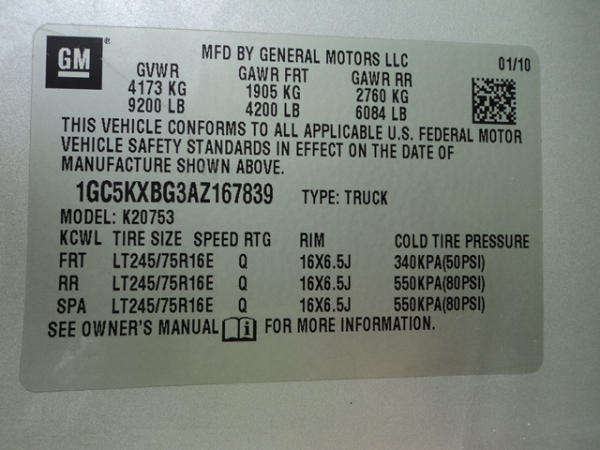 GM
MFD BY GENERAL MOTORS LLC 01/10
GVWR GAWR FRT GAWR RR
4173 KG 1905 KG 2760 KG
9200 LB 4200 LB 6084 LB
THIS VEHICLE CONFORMS TO ALL APPLICABLE U.S. FEDERAL MOTOR
VEHICLE SAFETY STANDARDS IN EFFECT ON THE DATE OF
MANUFACTURE SHOWN ABOVE.
1GC5KXBG3AZ167839 TYPE: TRUCK
MODEL: K20753
KCWL TIRE SIZE SPEED RTG RIM COLD TIRE PRESSURE
FRT LT245/75R16E Q 16X6.5J 340KPA(50PSI)
RR LT245/75R16E Q 16X6.5J 550KPA(80PSI)
SPA LT245/75R16E Q 16X6.5J 550KPA(80PSI)
SEE OWNER'S MANUAL i FOR MORE INFORMATION.